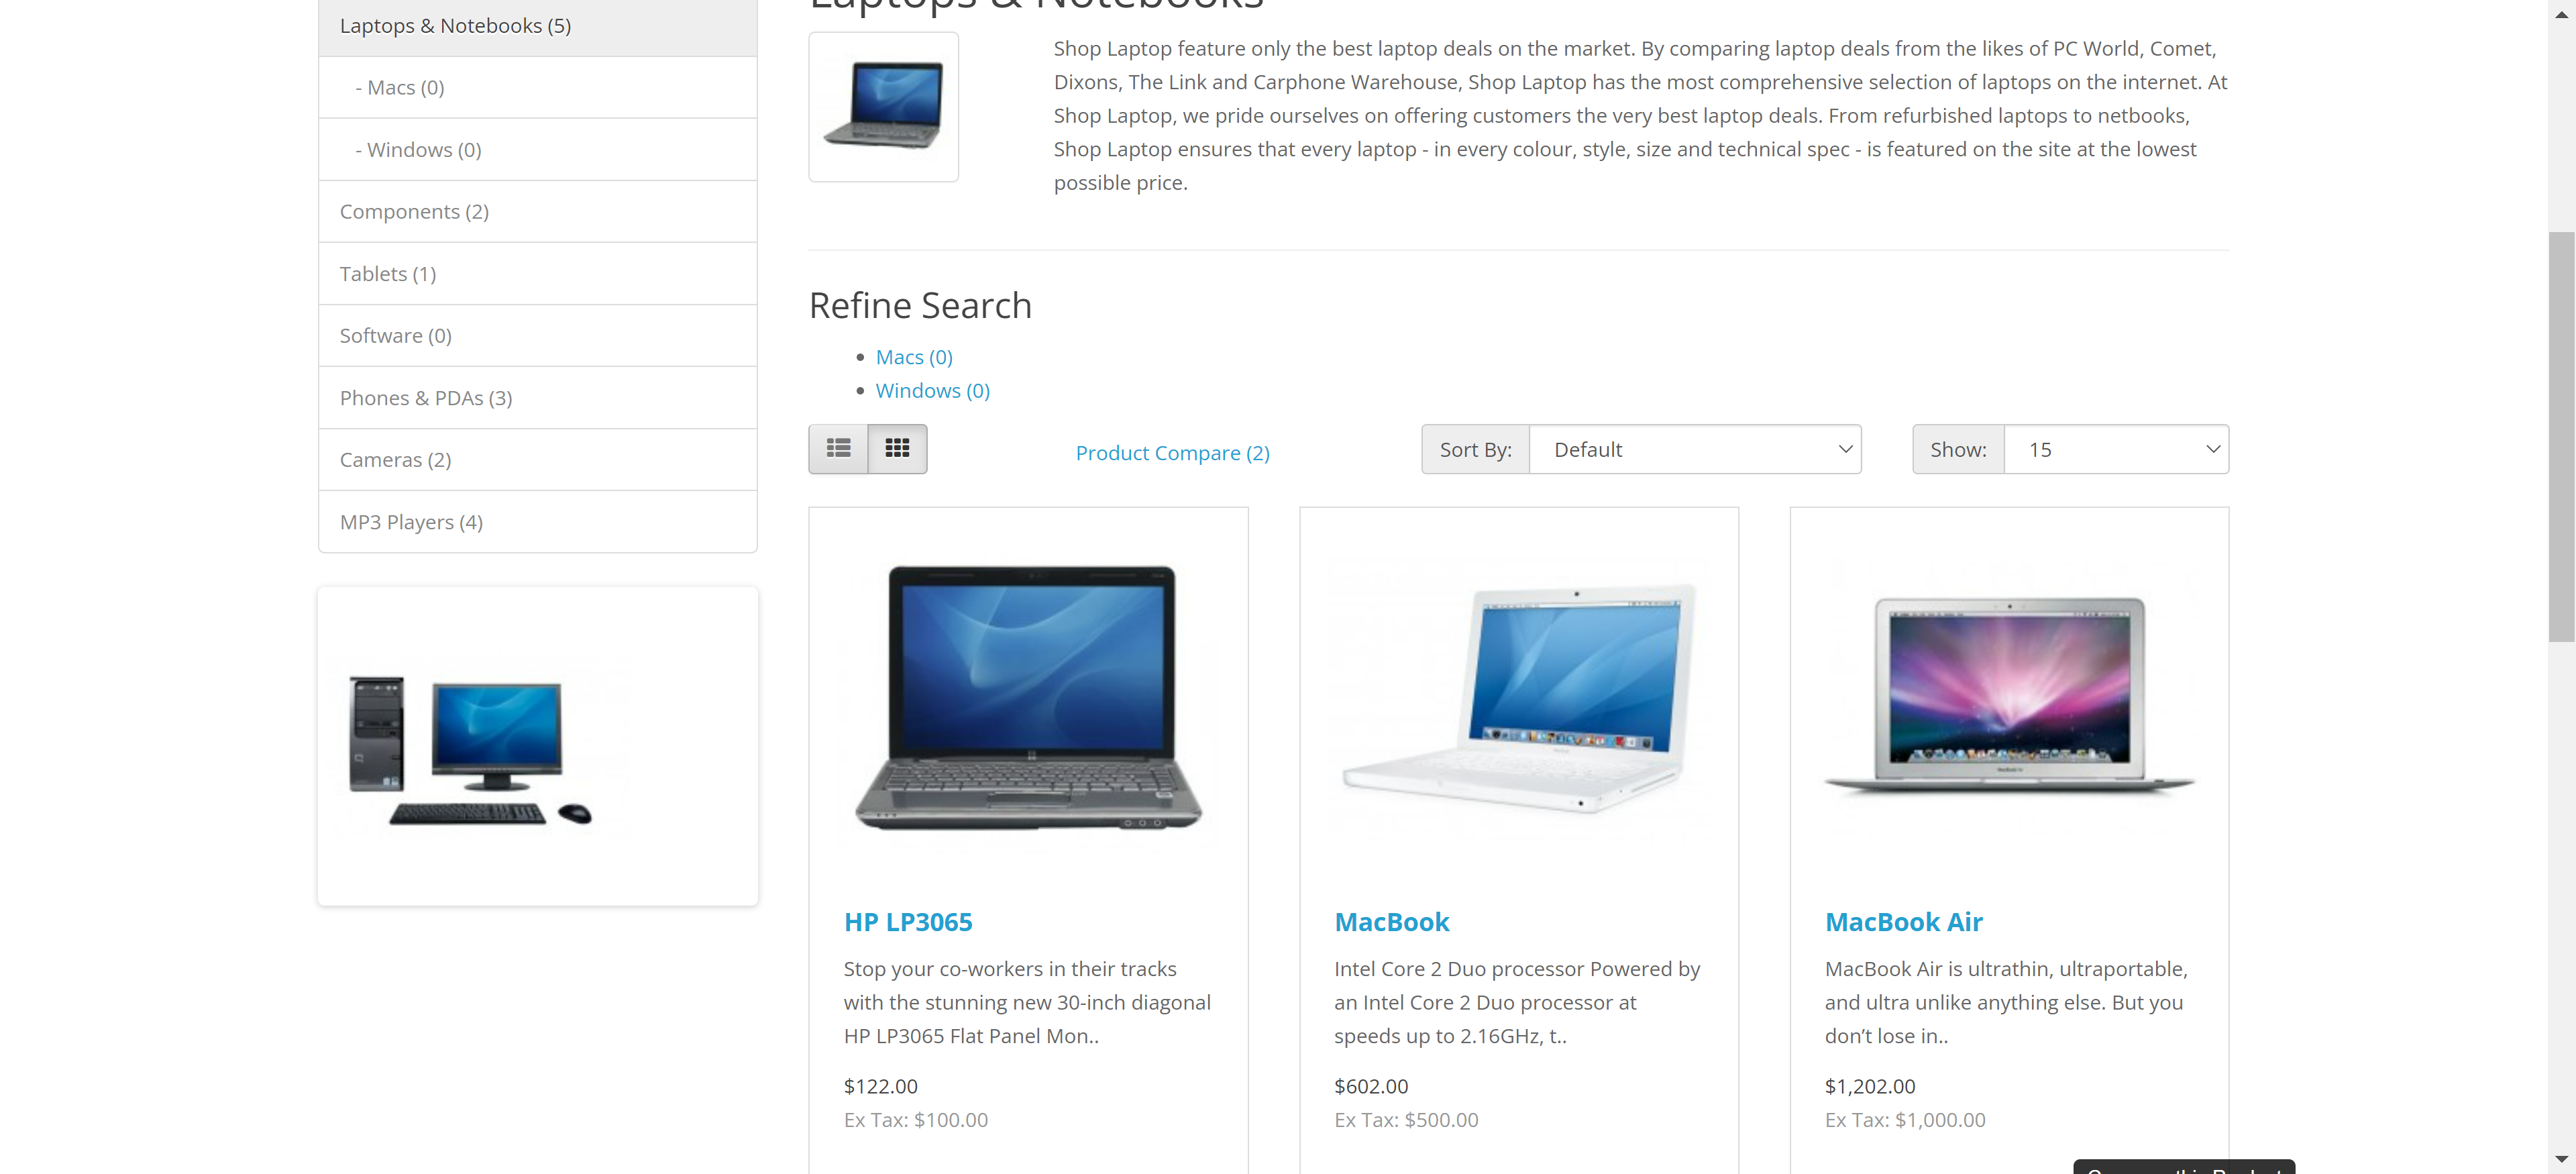 Laptops & Notebooks (5)
- Macs (0)
- Windows (0)
Components (2)
Tablets (1)
Software (0)
Phones & PDAs (3)
Cameras (2)
MP3 Players (4)
Laptops & Notebooks
Shop Laptop feature only the best laptop deals on the market. By comparing laptop deals from the likes of PC World, Comet,
Dixons, The Link and Carphone Warehouse, Shop Laptop has the most comprehensive selection of laptops on the internet. At
Shop Laptop, we pride ourselves on offering customers the very best laptop deals. From refurbished laptops to netbooks,
Shop Laptop ensures that every laptop - in every colour, style, size and technical spec - is featured on the site at the lowest
possible price.
Refine Search
Macs (0)
Windows (0)
Product Compare (2)
Sort By: Default
Show: 15
HP LP3065
Stop your co-workers in their tracks
with the stunning new 30-inch diagonal
HP LP3065 Flat Panel Mon..
$122.00
Ex Tax: $100.00
MacBook
Intel Core 2 Duo processor Powered by
an Intel Core 2 Duo processor at
speeds up to 2.16GHz, t..
$602.00
Ex Tax: $500.00
MacBook Air
MacBook Air is ultrathin, ultraportable,
and ultra unlike anything else. But you
don’t lose in..
$1,202.00
Ex Tax: $1,000.00